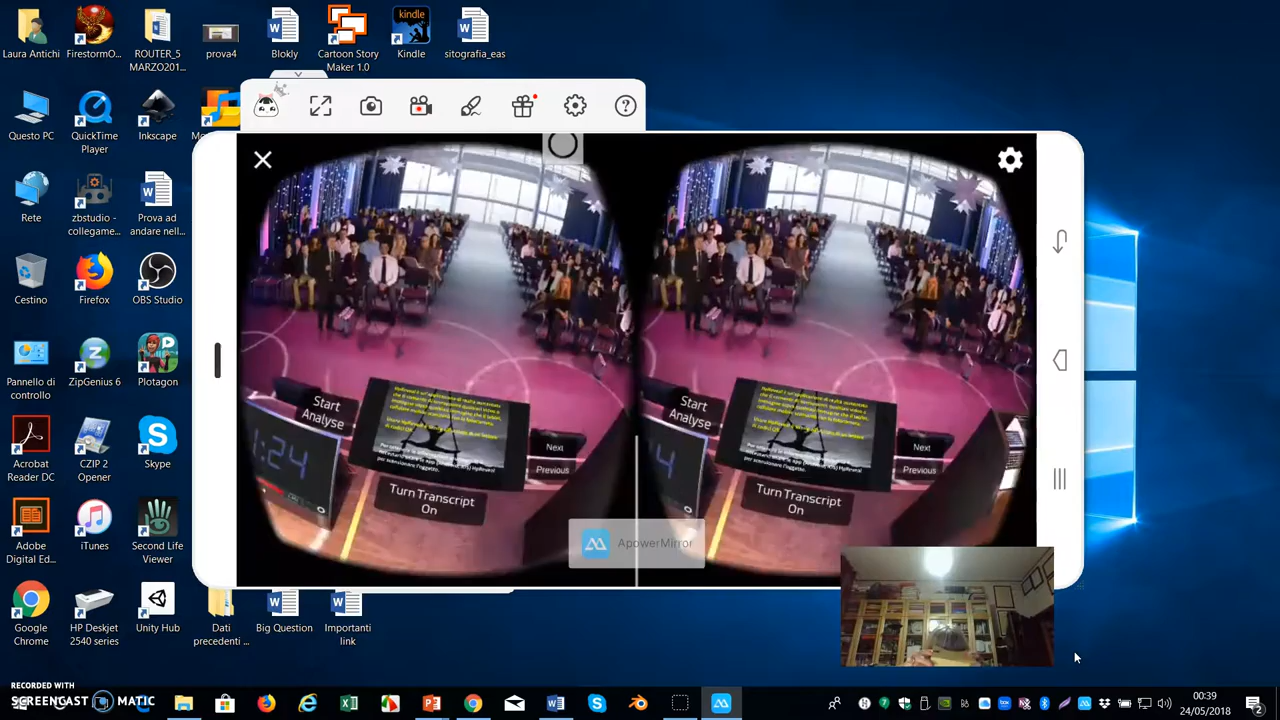 Laura Antichi
FirestormO...
ROUTER_5
MARZO201...
prova4
Blokly
Cartoon Story
Maker 1.0
kindle
Kindle
sitografia_eas
Questo PC
QuickTime
Player
Inkscape
Rete
zbstudio -
collegame...
Prova ad
andare nell...
Cestino
Firefox
OBS Studio
Pannello di
controllo
ZipGenius 6
Plotagon
Acrobat
Reader DC
CZIP 2
Opener
Skype
Adobe
Digital Ed...
iTunes
Second Life
Viewer
Google
Chrome
HP Deskjet
2540 series
Unity Hub
Dati
precedenti ...
Big Question
Importanti
link
Start
Analyse
1:24
Next
Previous
Turn Transcript
On
Start
Analyse
Next
Previous
Turn Transcript
On
ApowerMirror
RECORDED WITH
SCREENCAST MATIC
00:39
24/05/2018
2